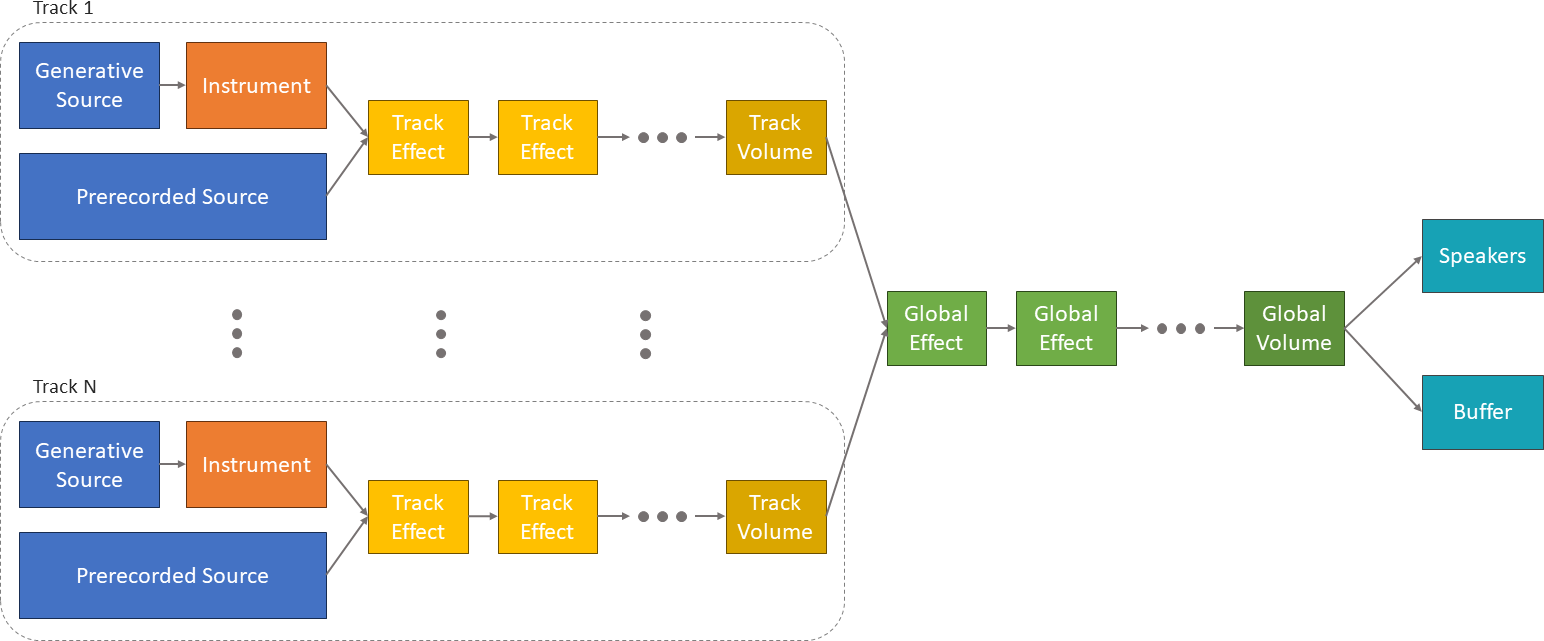 Track 1
Generative
Source
Instrument
Prerecorded Source
Track
Effect
Track
Effect
Track
Volume
Track N
Generative
Source
Instrument
Prerecorded Source
Track
Effect
Track
Effect
Track
Volume
Global
Effect
Global
Effect
Global
Volume
Speakers
Buffer